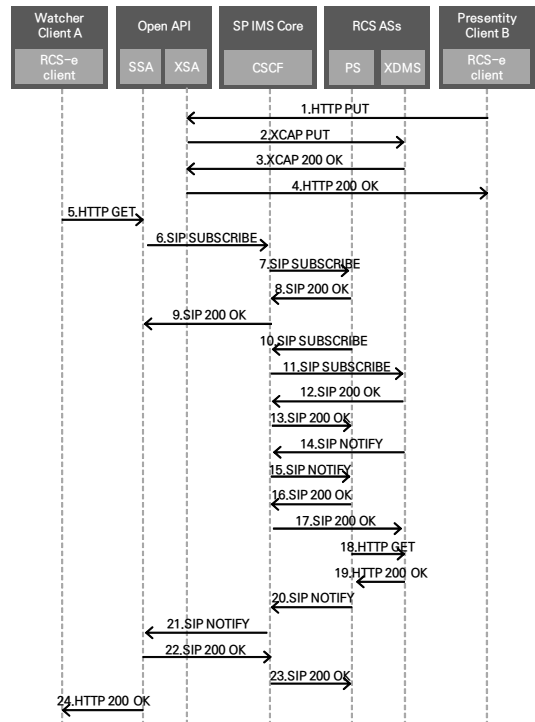 Watcher
Client A
Open API
SP IMS Core
RCS ASs
Presentity
Client B
RCS-e
client
SSA
XSA
CSCF
PS
XDMS
RCS-e
client
1.HTTP PUT
2.XCAP PUT
3.XCAP 200 OK
4.HTTP 200 OK
5.HTTP GET
6.SIP SUBSCRIBE
7.SIP SUBSCRIBE
8.SIP 200 OK
9.SIP 200 OK
10.SIP SUBSCRIBE
11.SIP SUBSCRIBE
12.SIP 200 OK
13.SIP 200 OK
14.SIP NOTIFY
15.SIP NOTIFY
16.SIP 200 OK
17.SIP 200 OK
18.HTTP GET
19.HTTP 200 OK
20.SIP NOTIFY
21.SIP NOTIFY
22.SIP 200 OK
23.SIP 200 OK
24.HTTP 200 OK